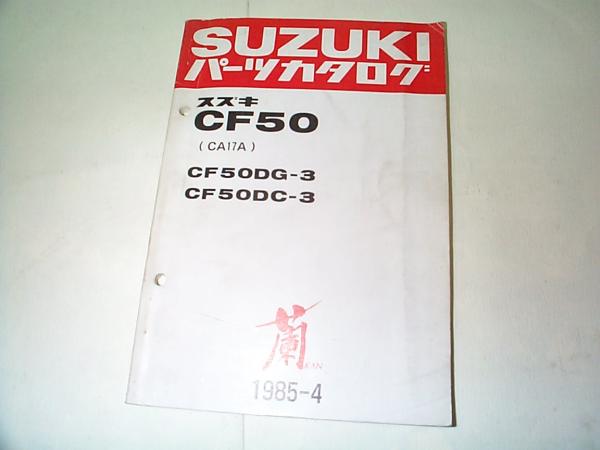 SUZUKI
パーツカタログ
スズキ
CF50
(CA17A)
CF50DG-3
CF50DC-3
蘭
RAN
1985-4